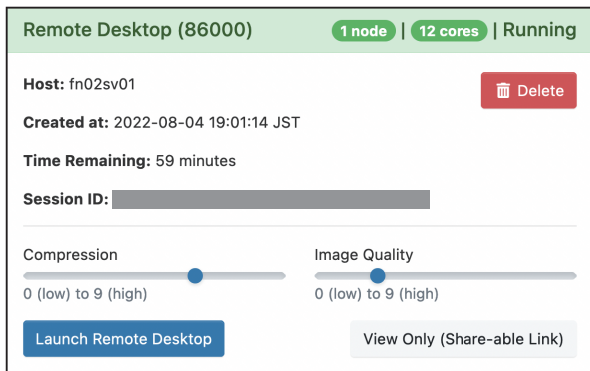 Remote Desktop (86000) 1 node | 12 cores | Running
Host: fn02sv01 Delete
Created at: 2022-08-04 19:01:14 JST
Time Remaining: 59 minutes
Session ID:
Compression Image Quality
0 (low) to 9 (high) 0 (low) to 9 (high)
Launch Remote Desktop View Only (Share-able Link)